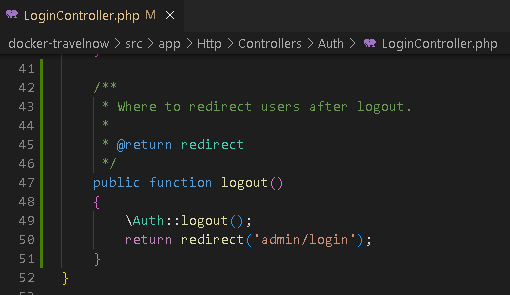 LoginController.php M ×
docker-travelnow > src > app > Http > Controllers > Auth > LoginController.php
41
42 /**
43 * Where to redirect users after logout.
44 *
45 * @return redirect
46 */
47 public function logout()
48 {
49 \Auth::logout();
50 return redirect('admin/login');
51 }
52 }